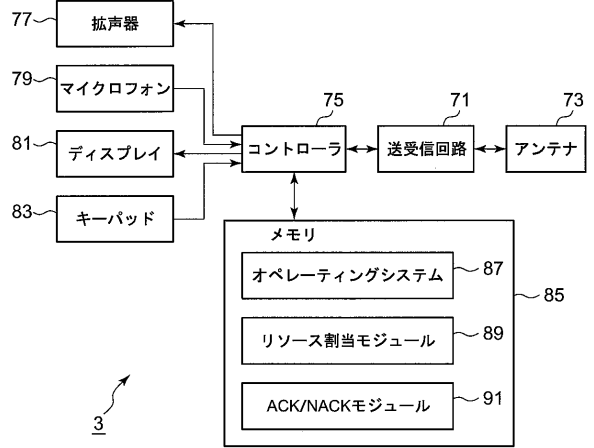 77
拡声器
79
マイクロフォン
81
ディスプレイ
83
キーパッド
75
コントローラ
71
送受信回路
73
アンテナ
メモリ
85
オペレーティングシステム
87
リソース割当モジュール
89
ACK/NACKモジュール
91
3